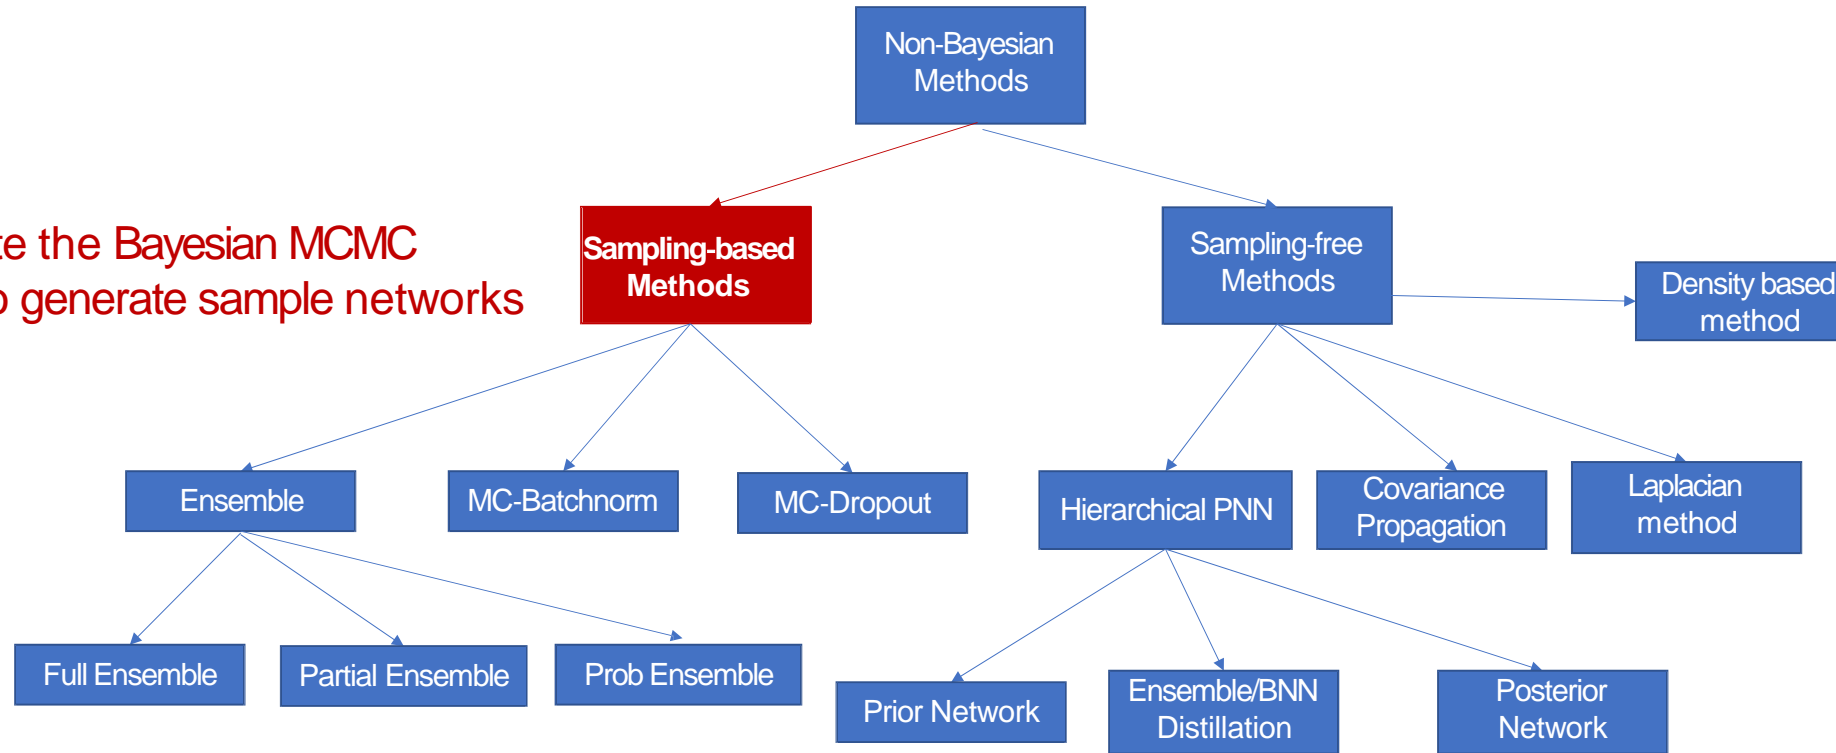 Non-Bayesian
Methods
te the Bayesian MCMC
o generate sample networks
Sampling-based
Methods
Sampling-free
Methods
Density based
method
Ensemble
MC-Batchnorm
MC-Dropout
Hierarchical PNN
Covariance
Propagation
Laplacian
method
Full Ensemble
Partial Ensemble
Prob Ensemble
Prior Network
Ensemble/BNN
Distillation
Posterior
Network